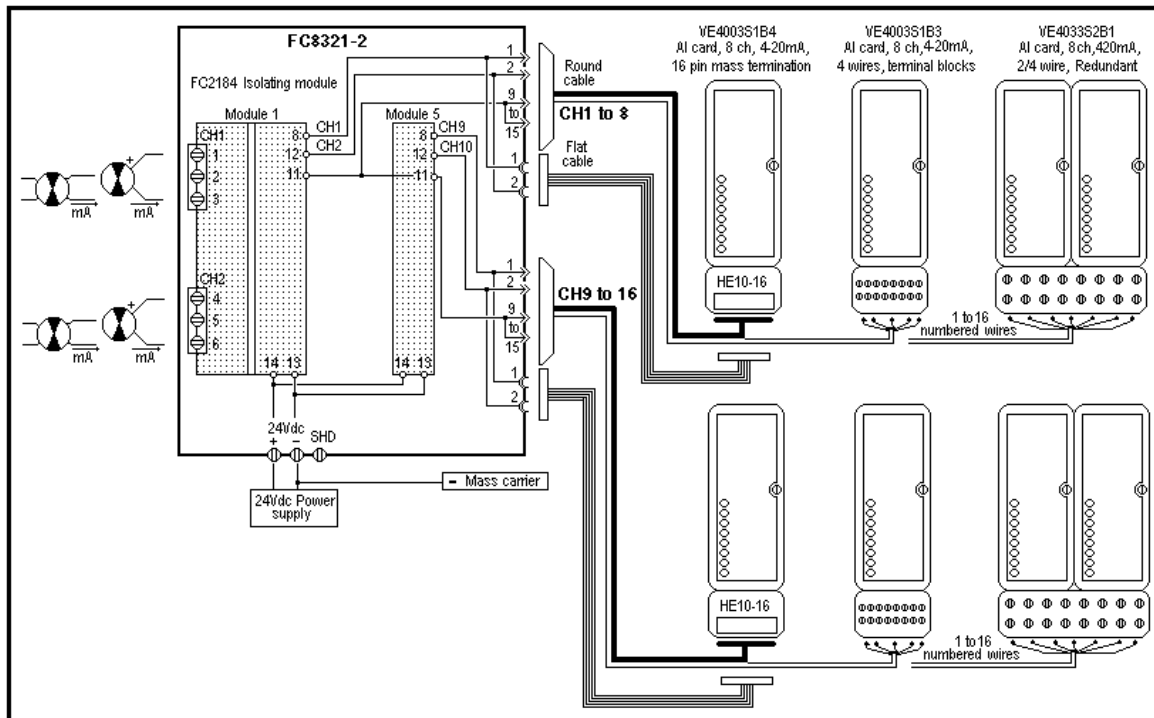 FC8321-2
FC2184 Isolating module
Module 1
Module 5
CH1
1
2
3
CH2
4
5
6
mA
mA
mA
mA
8
CH1
12
CH2
11
8
CH9
12
CH10
11
14
13
14
13
1
2
9
to
15
1
2
1
2
9
to
15
1
2
Round
cable
CH1 to 8
Flat
cable
CH9 to 16
24Vdc
+
-
SHD
24Vdc Power
supply
- Mass carrier
VE4003S1B4
AI card, 8 ch, 4-20mA,
16 pin mass termination
VE4003S1B3
AI card, 8 ch,4-20mA,
4 wires, terminal blocks
VE4033S2B1
AI card, 8ch,420mA,
2/4 wire, Redundant
HE10-16
1 to 16
numbered wires
HE10-16
1 to 16
numbered wires